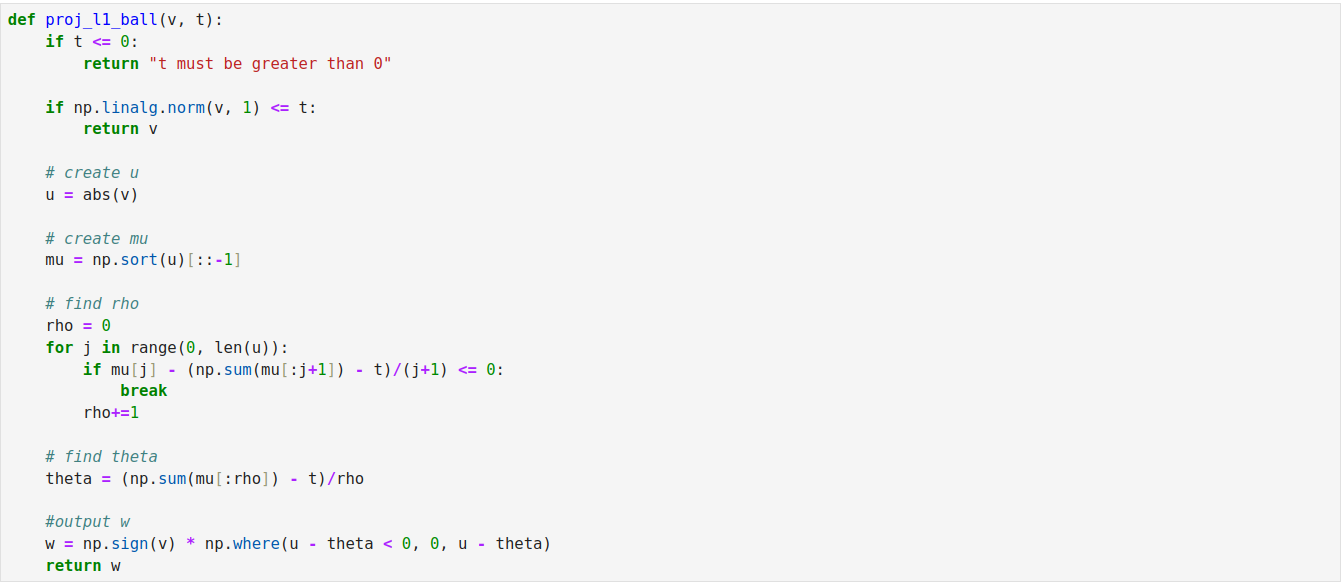 def proj_l1_ball(v, t):
    if t <= 0:
        return "t must be greater than 0"
    if np.linalg.norm(v, 1) <= t:
        return v
    # create u
    u = abs(v)
    # create mu
    mu = np.sort(u)[::-1]
    # find rho
    rho = 0
    for j in range(0, len(u)):
        if mu[j] - (np.sum(mu[:j+1]) - t)/(j+1) <= 0:
            break
        rho+=1
    # find theta
    theta = (np.sum(mu[:rho]) - t)/rho
    #output w
    w = np.sign(v) * np.where(u - theta < 0, 0, u - theta)
    return w